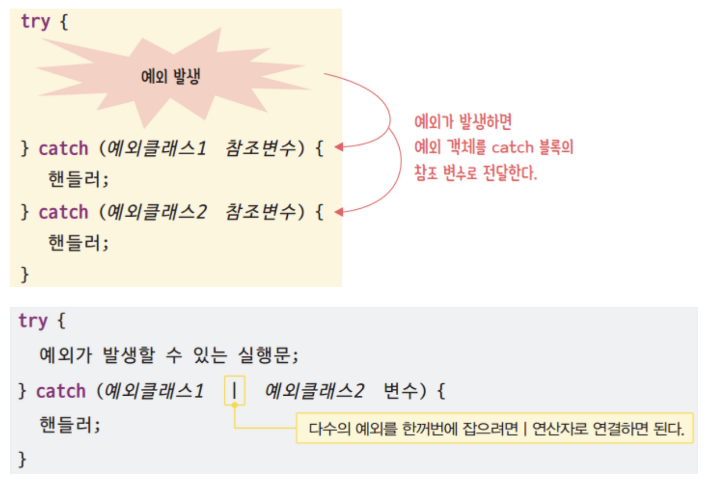 try {
예외 발생
} catch (예외클래스1 참조변수) {
핸들러;
} catch (예외클래스2 참조변수) {
핸들러;
}
예외가 발생하면
예외 객체를 catch 블록의
참조 변수로 전달한다.
try {
예외가 발생할 수 있는 실행문;
} catch (예외클래스1 | 예외클래스2 변수) {
핸들러;
다수의 예외를 한꺼번에 잡으려면 | 연산자로 연결하면 된다.
}